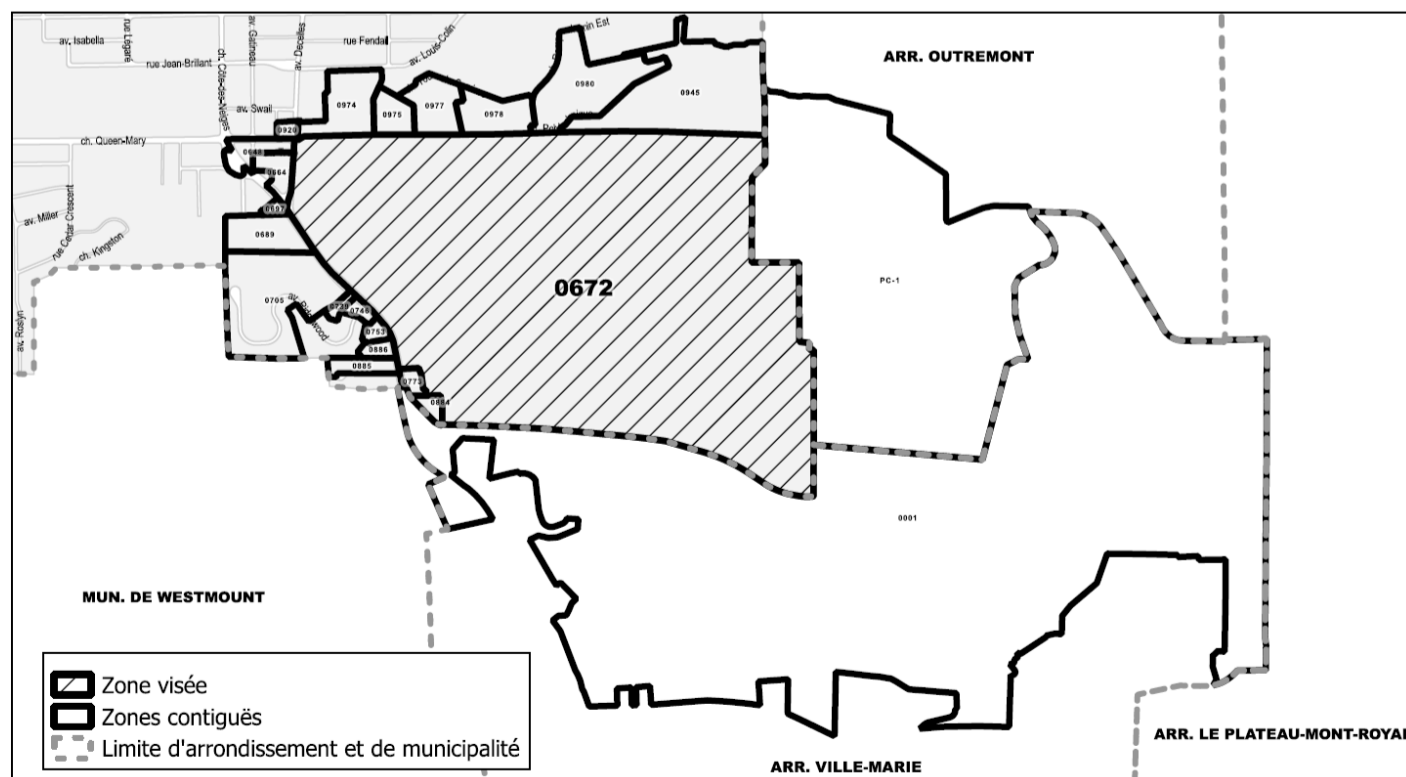 av. Isabella
rue Légaré
ch. Côte-des-Neiges
av. Gatineau
av. Decelles
rue Fendall
av. Louis-Colin
rue Jean-Brillant
av. Swail
ch. Queen-Mary
av. Miller
rue Cedar Crescent
ch. Kingston
av. Roslyn
av. Ridgewood
ARR. OUTREMONT
0974
0975
0977
0978
0980
0945
0920
0648
0664
0697
0689
0705
0739
0746
0753
0886
0885
0773
0864
0672
PC-1
0001
MUN. DE WESTMOUNT
ARR. VILLE-MARIE
ARR. LE PLATEAU-MONT-ROYAL
Zone visée
Zones contiguës
Limite d'arrondissement et de municipalité